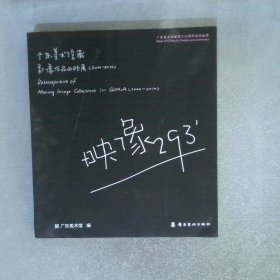 广东美术馆藏
影像作品回顾展(2000-2010)
Retrospective of
Moving Image Collections in GDMoA (2000-2010)
映像293'
广东美术馆 编
岭南美术出版社